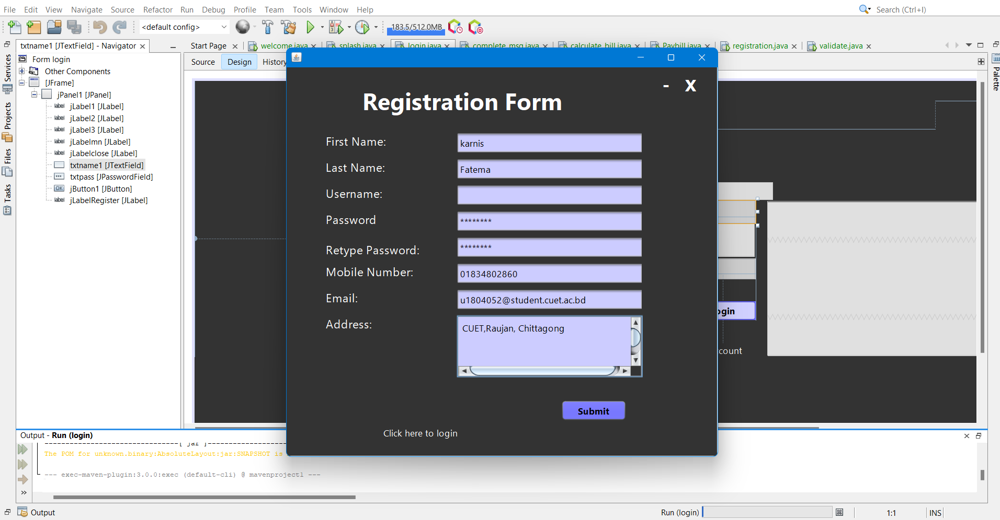 File Edit View Navigate Source Refactor Run Debug Profile Team Tools Window Help
Search (Ctrl+I)
<default config>
183.5/512.0MB
txtname1 [JTextField] - Navigator
Start Page
welcome.java
splash.java
login.java
complete_msg.java
calculate_bill.java
Paybill.java
registration.java
validate.java
Source Design History
Services
Projects
Files
Tasks
Palette
Form login
Other Components
[JFrame]
jPanel1 [JPanel]
jLabel1 [JLabel]
jLabel2 [JLabel]
jLabel3 [JLabel]
jLabelmn [JLabel]
jLabelclose [JLabel]
txtname1 [JTextField]
txtpass [JPasswordField]
jButton1 [JButton]
jLabelRegister [JLabel]
- X
Registration Form
First Name: karnis
Last Name: Fatema
Username:
Password ********
Retype Password: ********
Mobile Number: 01834802860
Email: u1804052@student.cuet.ac.bd
Address: CUET,Raujan, Chittagong
Submit
Click here to login
ogin
count
Output - Run (login)
--------------------------------[ jar ]-------------------
The POM for unknown.binary:AbsoluteLayout:jar:SNAPSHOT is
--- exec-maven-plugin:3.0.0:exec (default-cli) @ mavenproject1 ---
Output
Run (login)
1:1
INS